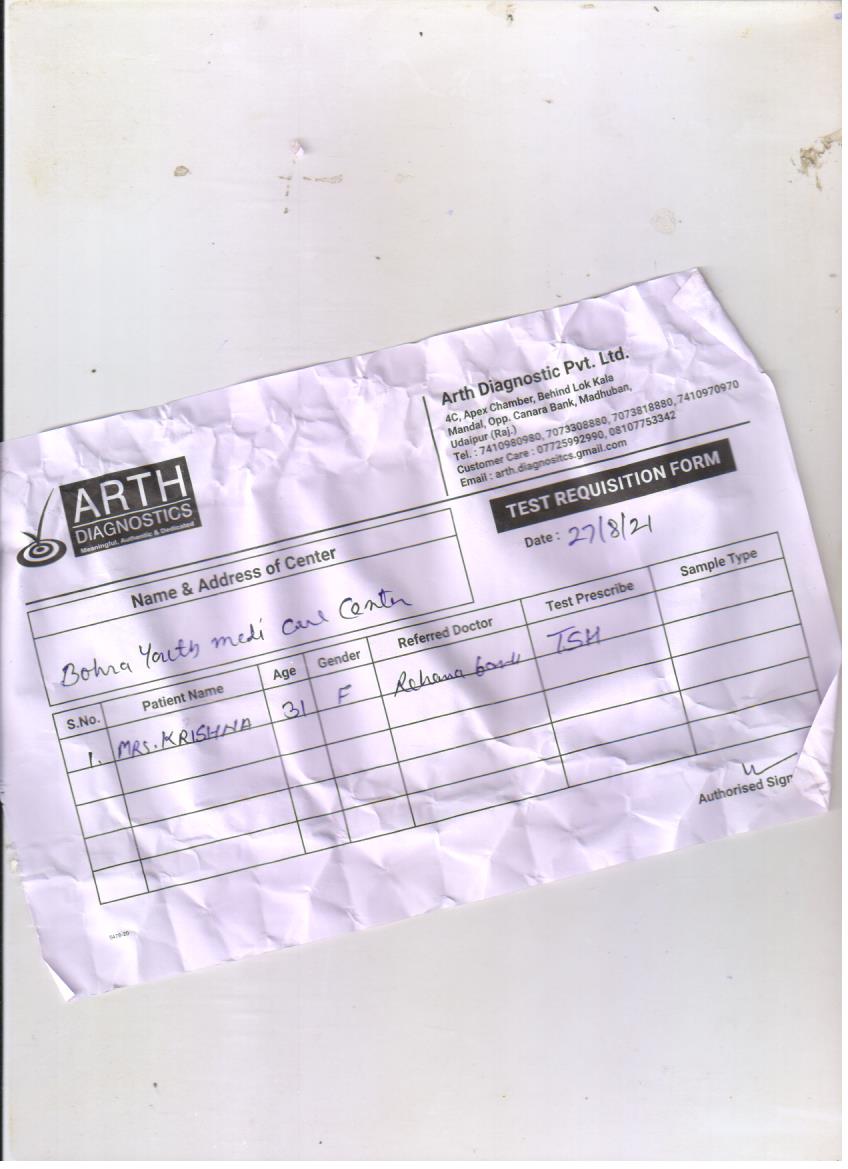 ARTH
DIAGNOSTICS
Meaningful, Authentic & Dedicated
Arth Diagnostic Pvt. Ltd.
4C, Apex Chamber, Behind Lok Kala
Mandal, Opp. Canara Bank, Madhuban,
Udaipur (Raj.)
Tel. : 7410980980, 7073308880, 7073818880, 7410970970
Customer Care : 07725992990, 08107753342
Email : arth.diagnositcs.gmail.com
TEST REQUISITION FORM
Date : 27/8/21
Name & Address of Center
Bohra Youth medi Care Center
S.No. Patient Name Age Gender Referred Doctor Test Prescribe Sample Type
1. MRS. KRISHNA 31 F Rehana TSH
Authorised Sign